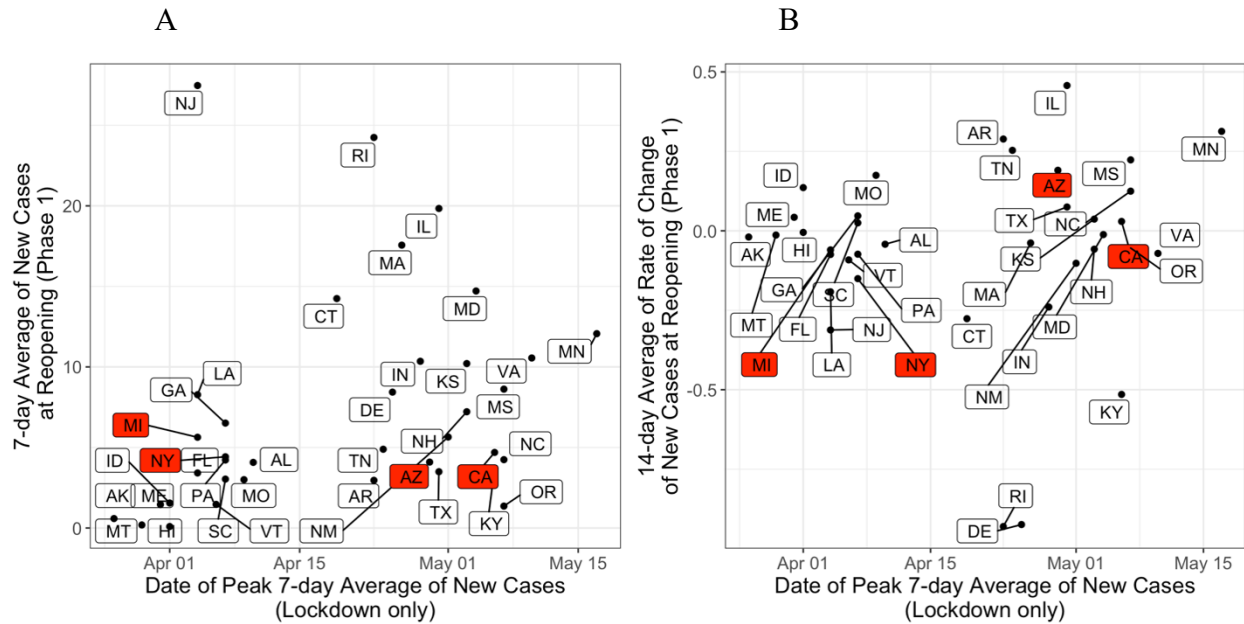 A
B
7-day Average of New Cases
at Reopening (Phase 1)
20
10
0
NJ
RI
IL
MA
MD
CT
MN
LA
GA
IN
KS
VA
DE
MS
MI
NH
NC
ID
NY
FL
AL
TN
AZ
CA
AK
ME
PA
MO
AR
OR
MT
HI
SC
VT
NM
TX
KY
Apr 01
Apr 15
May 01
May 15
Date of Peak 7-day Average of New Cases
(Lockdown only)
14-day Average of Rate of Change
of New Cases at Reopening (Phase 1)
0.5
0.0
-0.5
IL
AR
MN
TN
ID
MO
MS
AZ
ME
TX
NC
HI
AL
VA
AK
KS
CA
VT
OR
GA
SC
MA
NH
PA
MT
FL
NJ
CT
MD
MI
LA
NY
IN
NM
KY
RI
DE
Apr 01
Apr 15
May 01
May 15
Date of Peak 7-day Average of New Cases
(Lockdown only)